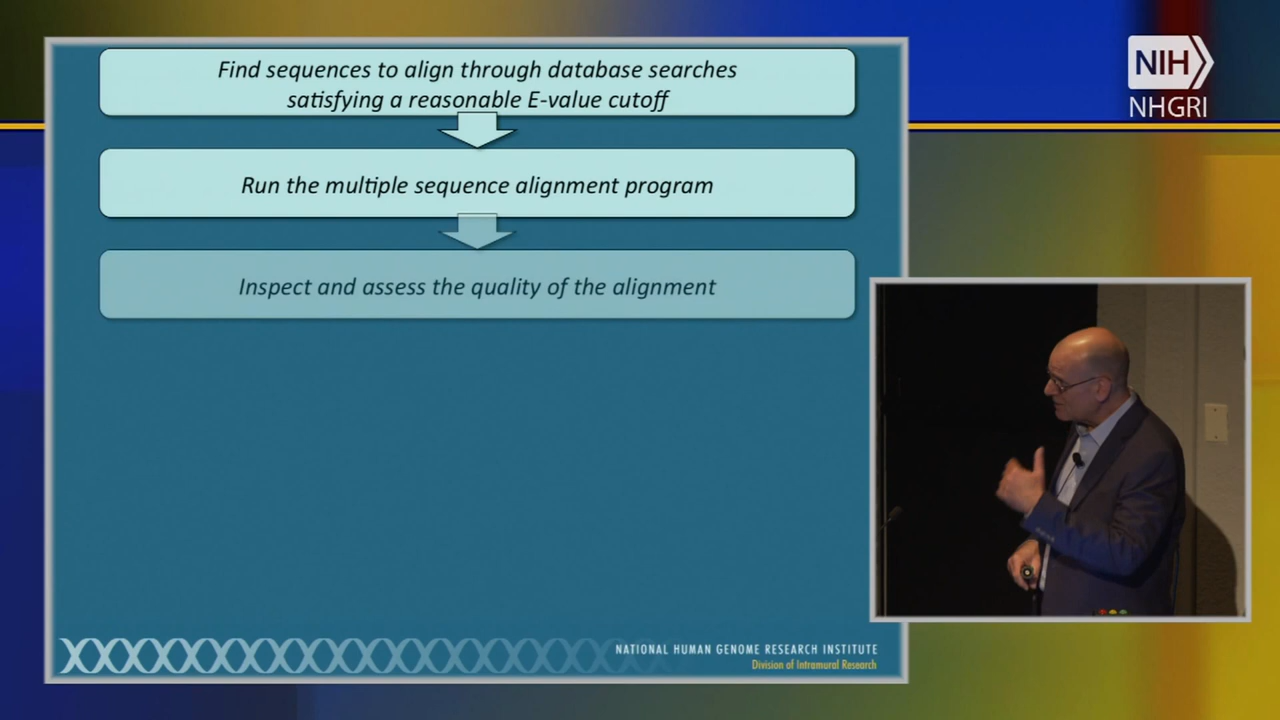 Find sequences to align through database searches
satisfying a reasonable E-value cutoff
Run the multiple sequence alignment program
Inspect and assess the quality of the alignment
NATIONAL HUMAN GENOME RESEARCH INSTITUTE
Division of Intramural Research
NIH
NHGRI